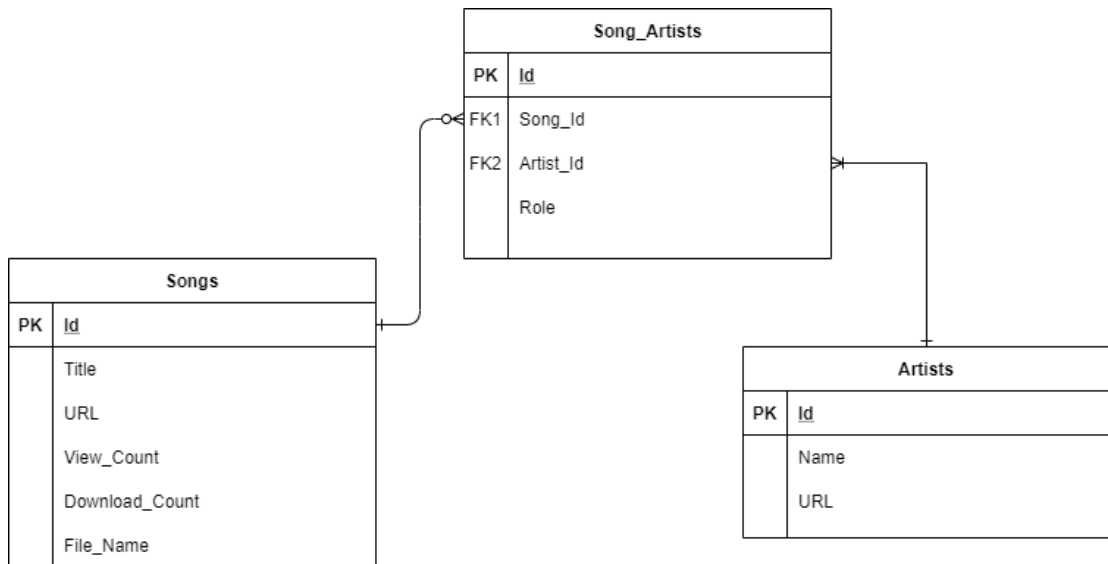 Song_Artists
PK Id
FK1 Song_Id
FK2 Artist_Id
Role
Songs
PK Id
Title
URL
View_Count
Download_Count
File_Name
Artists
PK Id
Name
URL